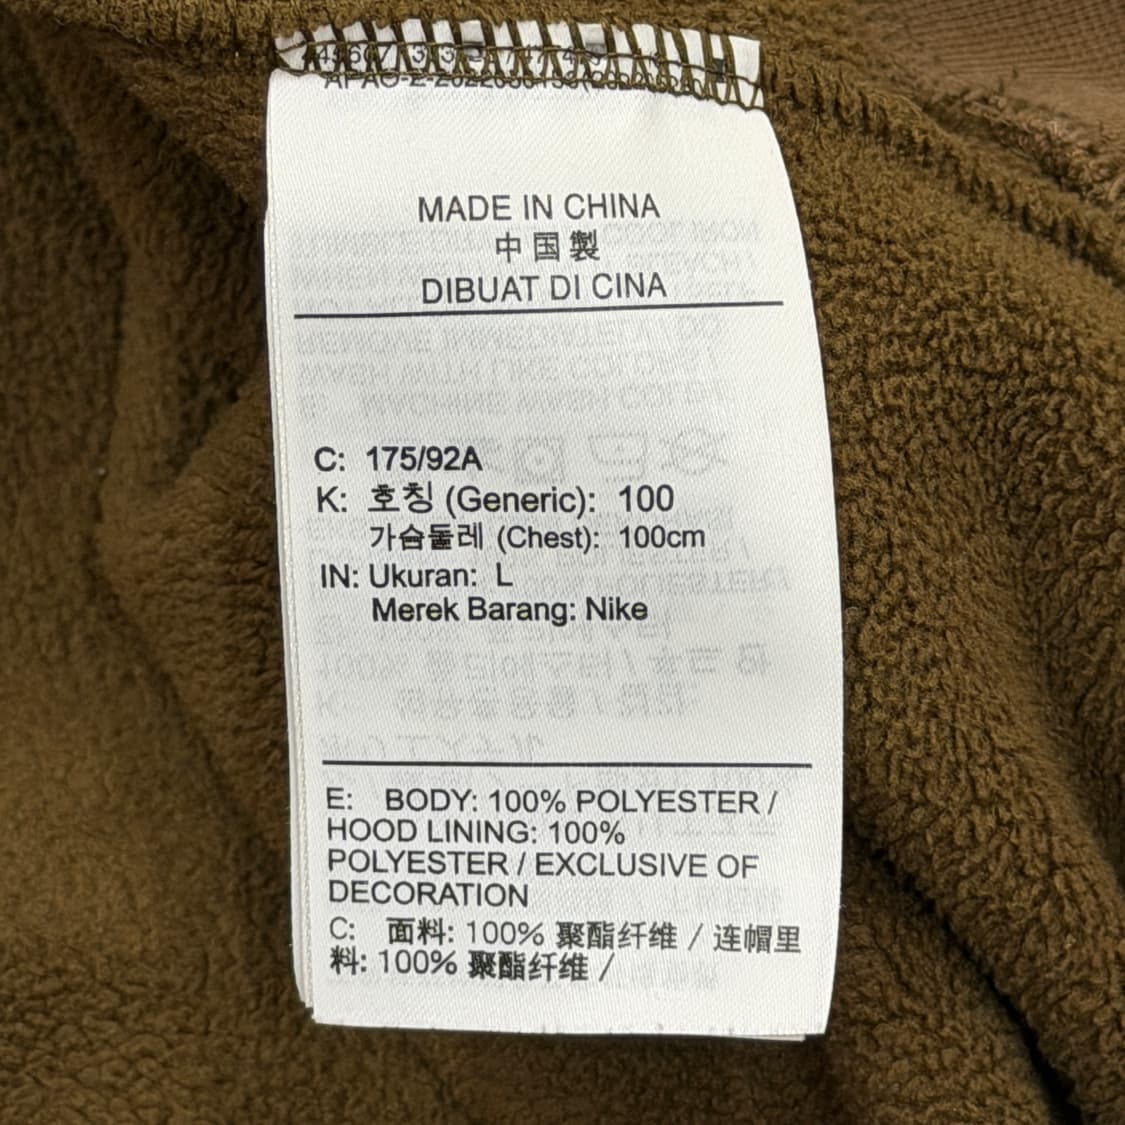 MADE IN CHINA
中国製
DIBUAT DI CINA
C: 175/92A
K: 호칭 (Generic): 100
가슴둘레 (Chest): 100cm
IN: Ukuran: L
Merek Barang: Nike
E: BODY: 100% POLYESTER /
HOOD LINING: 100%
POLYESTER / EXCLUSIVE OF
DECORATION
C: 面料: 100% 聚酯纤维 / 连帽里
料: 100% 聚酯纤维 /